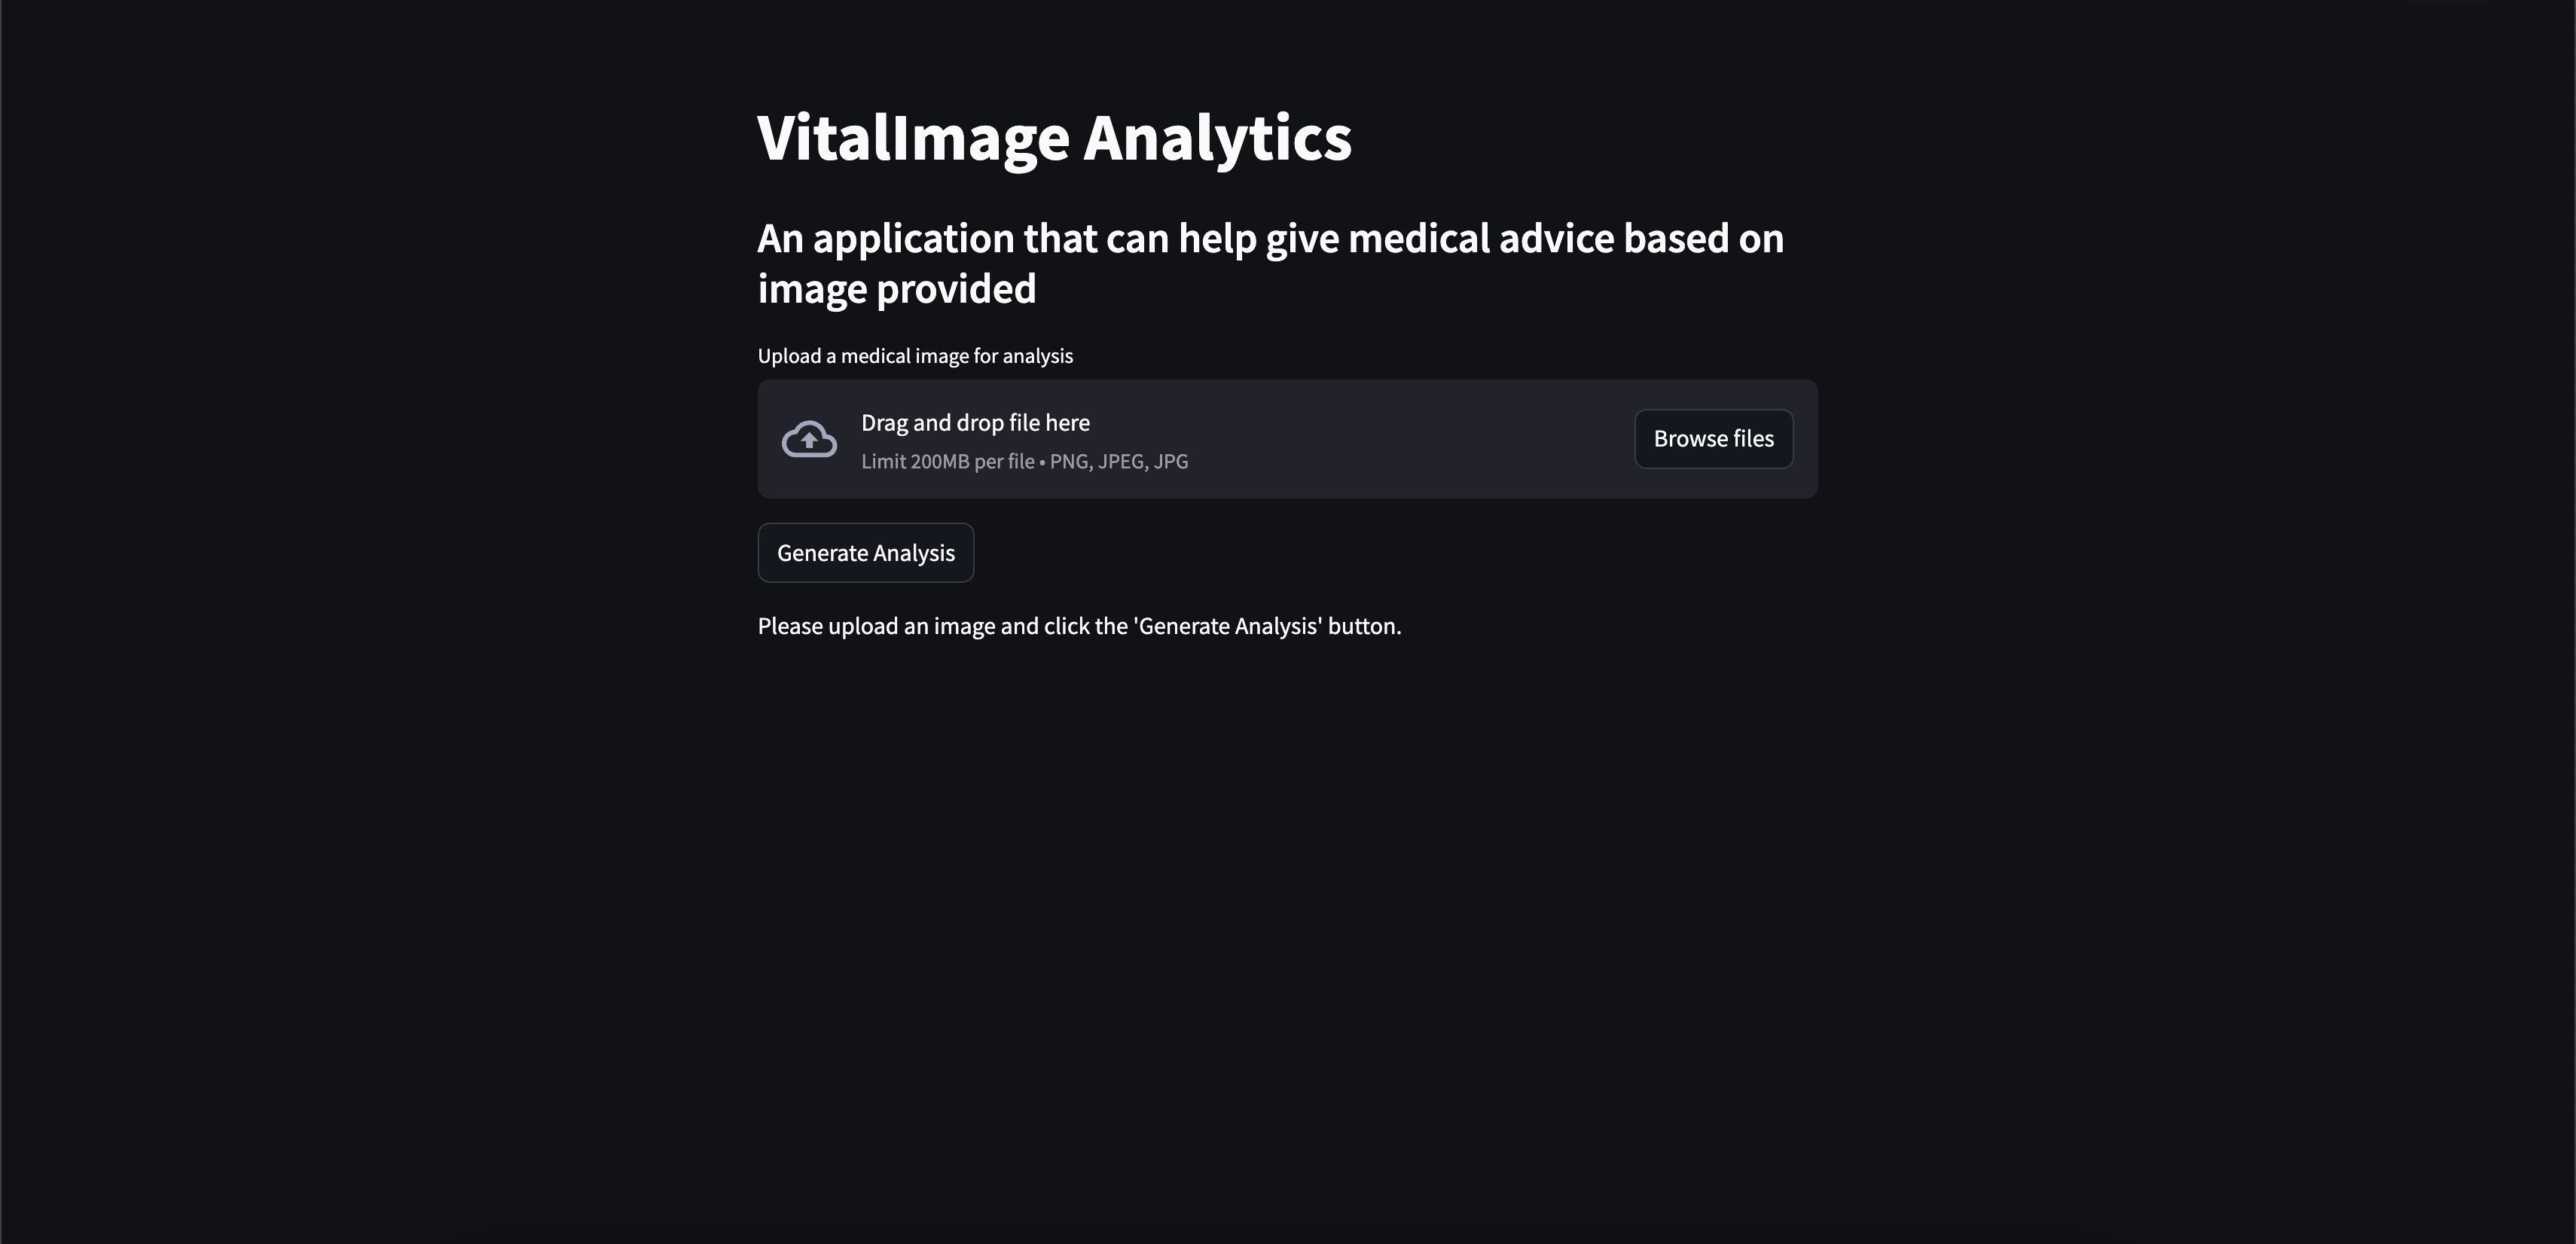 VitalImage Analytics
An application that can help give medical advice based on
image provided
Upload a medical image for analysis
Drag and drop file here
Limit 200MB per file • PNG, JPEG, JPG
Browse files
Generate Analysis
Please upload an image and click the 'Generate Analysis' button.